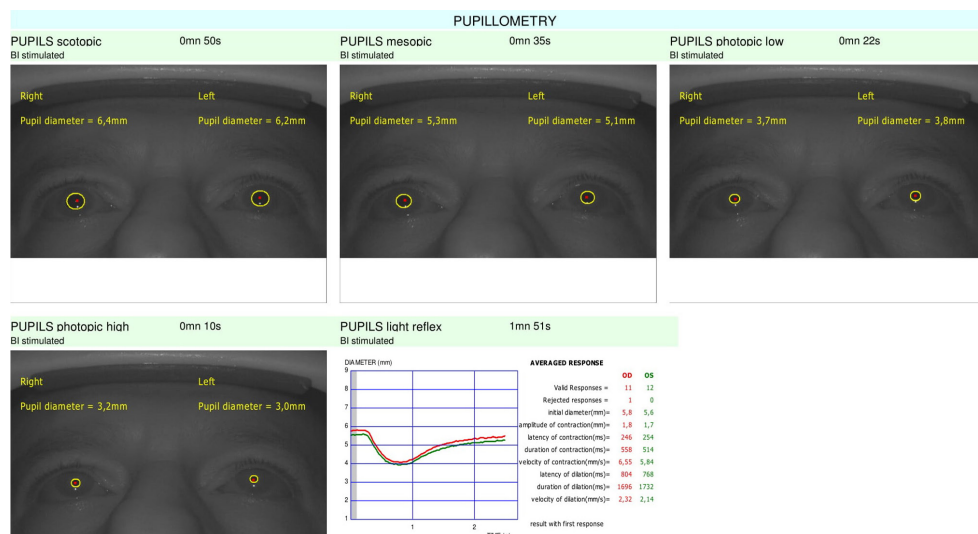 PUPILLOMETRY
PUPILS scotopic 0mn 50s
BI stimulated
Right Left
Pupil diameter = 6,4mm Pupil diameter = 6,2mm
PUPILS mesopic 0mn 35s
BI stimulated
Right Left
Pupil diameter = 5,3mm Pupil diameter = 5,1mm
PUPILS photopic low 0mn 22s
BI stimulated
Right Left
Pupil diameter = 3,7mm Pupil diameter = 3,8mm
PUPILS photopic high 0mn 10s
BI stimulated
Right Left
Pupil diameter = 3,2mm Pupil diameter = 3,0mm
PUPILS light reflex 1mn 51s
BI stimulated
DIAMETER (mm)
9
8
7
6
5
4
3
2
1
1 2
AVERAGED RESPONSE
OD OS
Valid Responses = 11 12
Rejected responses = 1 0
initial diameter(mm)= 5,8 5,6
amplitude of contraction(mm)= 1,8 1,7
latency of contraction(ms)= 246 254
duration of contraction(ms)= 558 514
velocity of contraction(mm/s)= 6,55 5,84
latency of dilation(ms)= 804 768
duration of dilation(ms)= 1696 1732
velocity of dilation(mm/s)= 2,32 2,14
result with first response